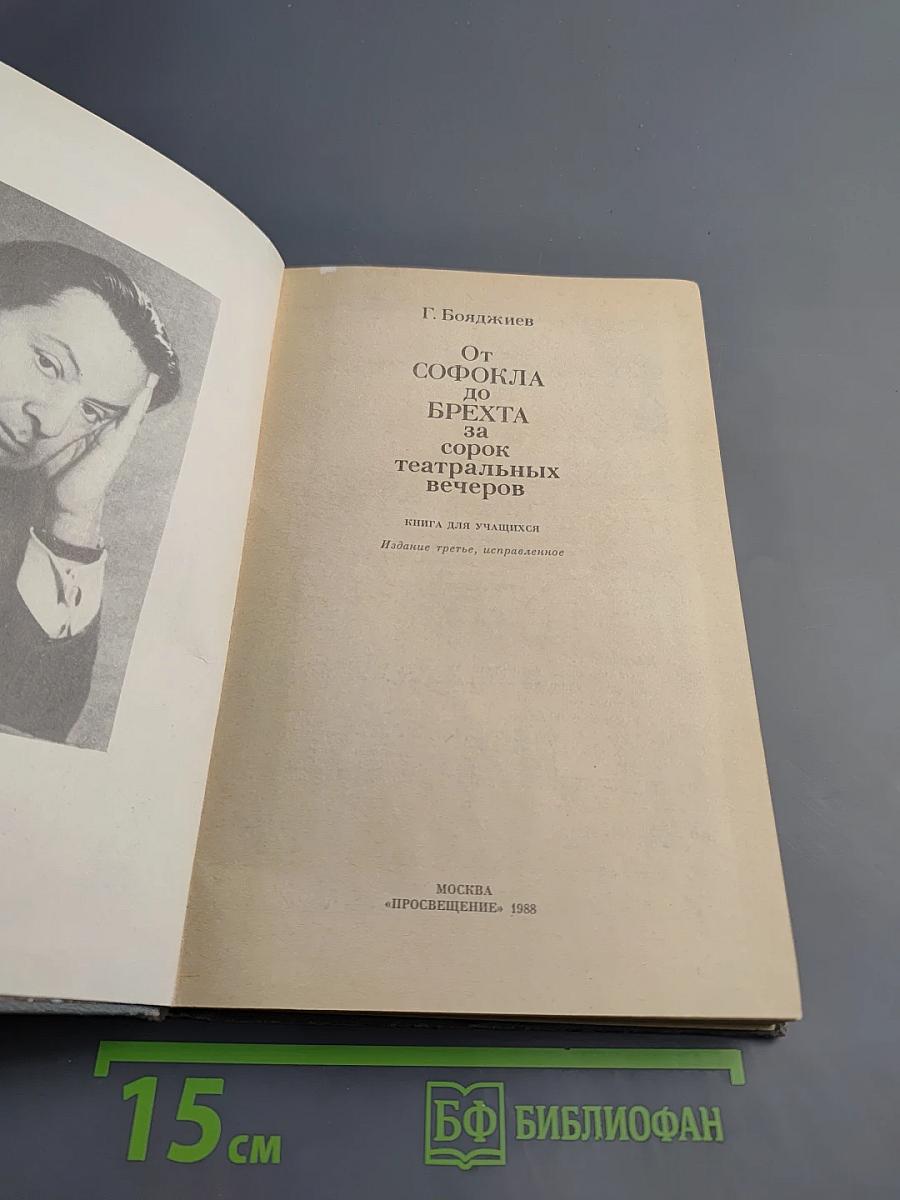 Г. Бояджиев
От
СОФОКЛА
до
БРЕХТА
за
сорок
театральных
вечеров
КНИГА ДЛЯ УЧАЩИХСЯ
Издание третье, исправленное
МОСКВА
«ПРОСВЕЩЕНИЕ» 1988
15 см
БФ БИБЛИОФАН